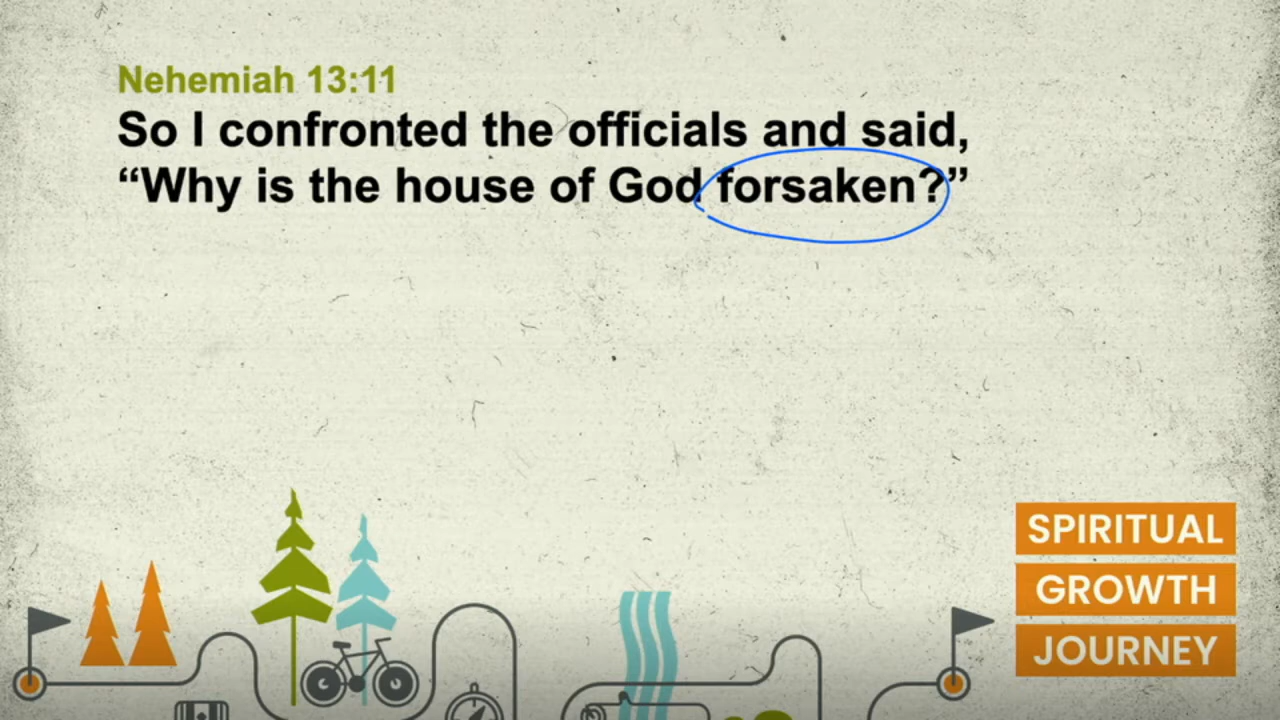 Nehemiah 13:11
So I confronted the officials and said,
“Why is the house of God forsaken?”
SPIRITUAL
GROWTH
JOURNEY